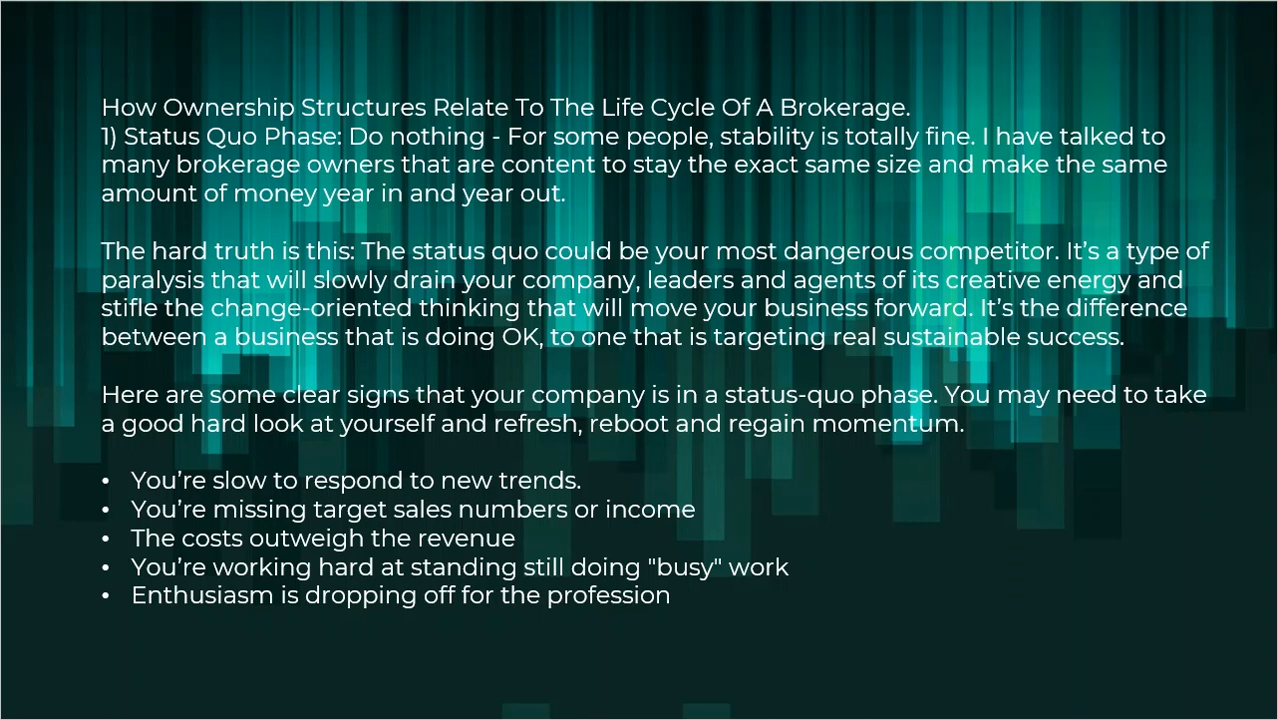 How Ownership Structures Relate To The Life Cycle Of A Brokerage.
1) Status Quo Phase: Do nothing - For some people, stability is totally fine. I have talked to
many brokerage owners that are content to stay the exact same size and make the same
amount of money year in and year out.
The hard truth is this: The status quo could be your most dangerous competitor. It’s a type of
paralysis that will slowly drain your company, leaders and agents of its creative energy and
stifle the change-oriented thinking that will move your business forward. It’s the difference
between a business that is doing OK, to one that is targeting real sustainable success.
Here are some clear signs that your company is in a status-quo phase. You may need to take
a good hard look at yourself and refresh, reboot and regain momentum.
• You’re slow to respond to new trends.
• You’re missing target sales numbers or income
• The costs outweigh the revenue
• You’re working hard at standing still doing "busy" work
• Enthusiasm is dropping off for the profession